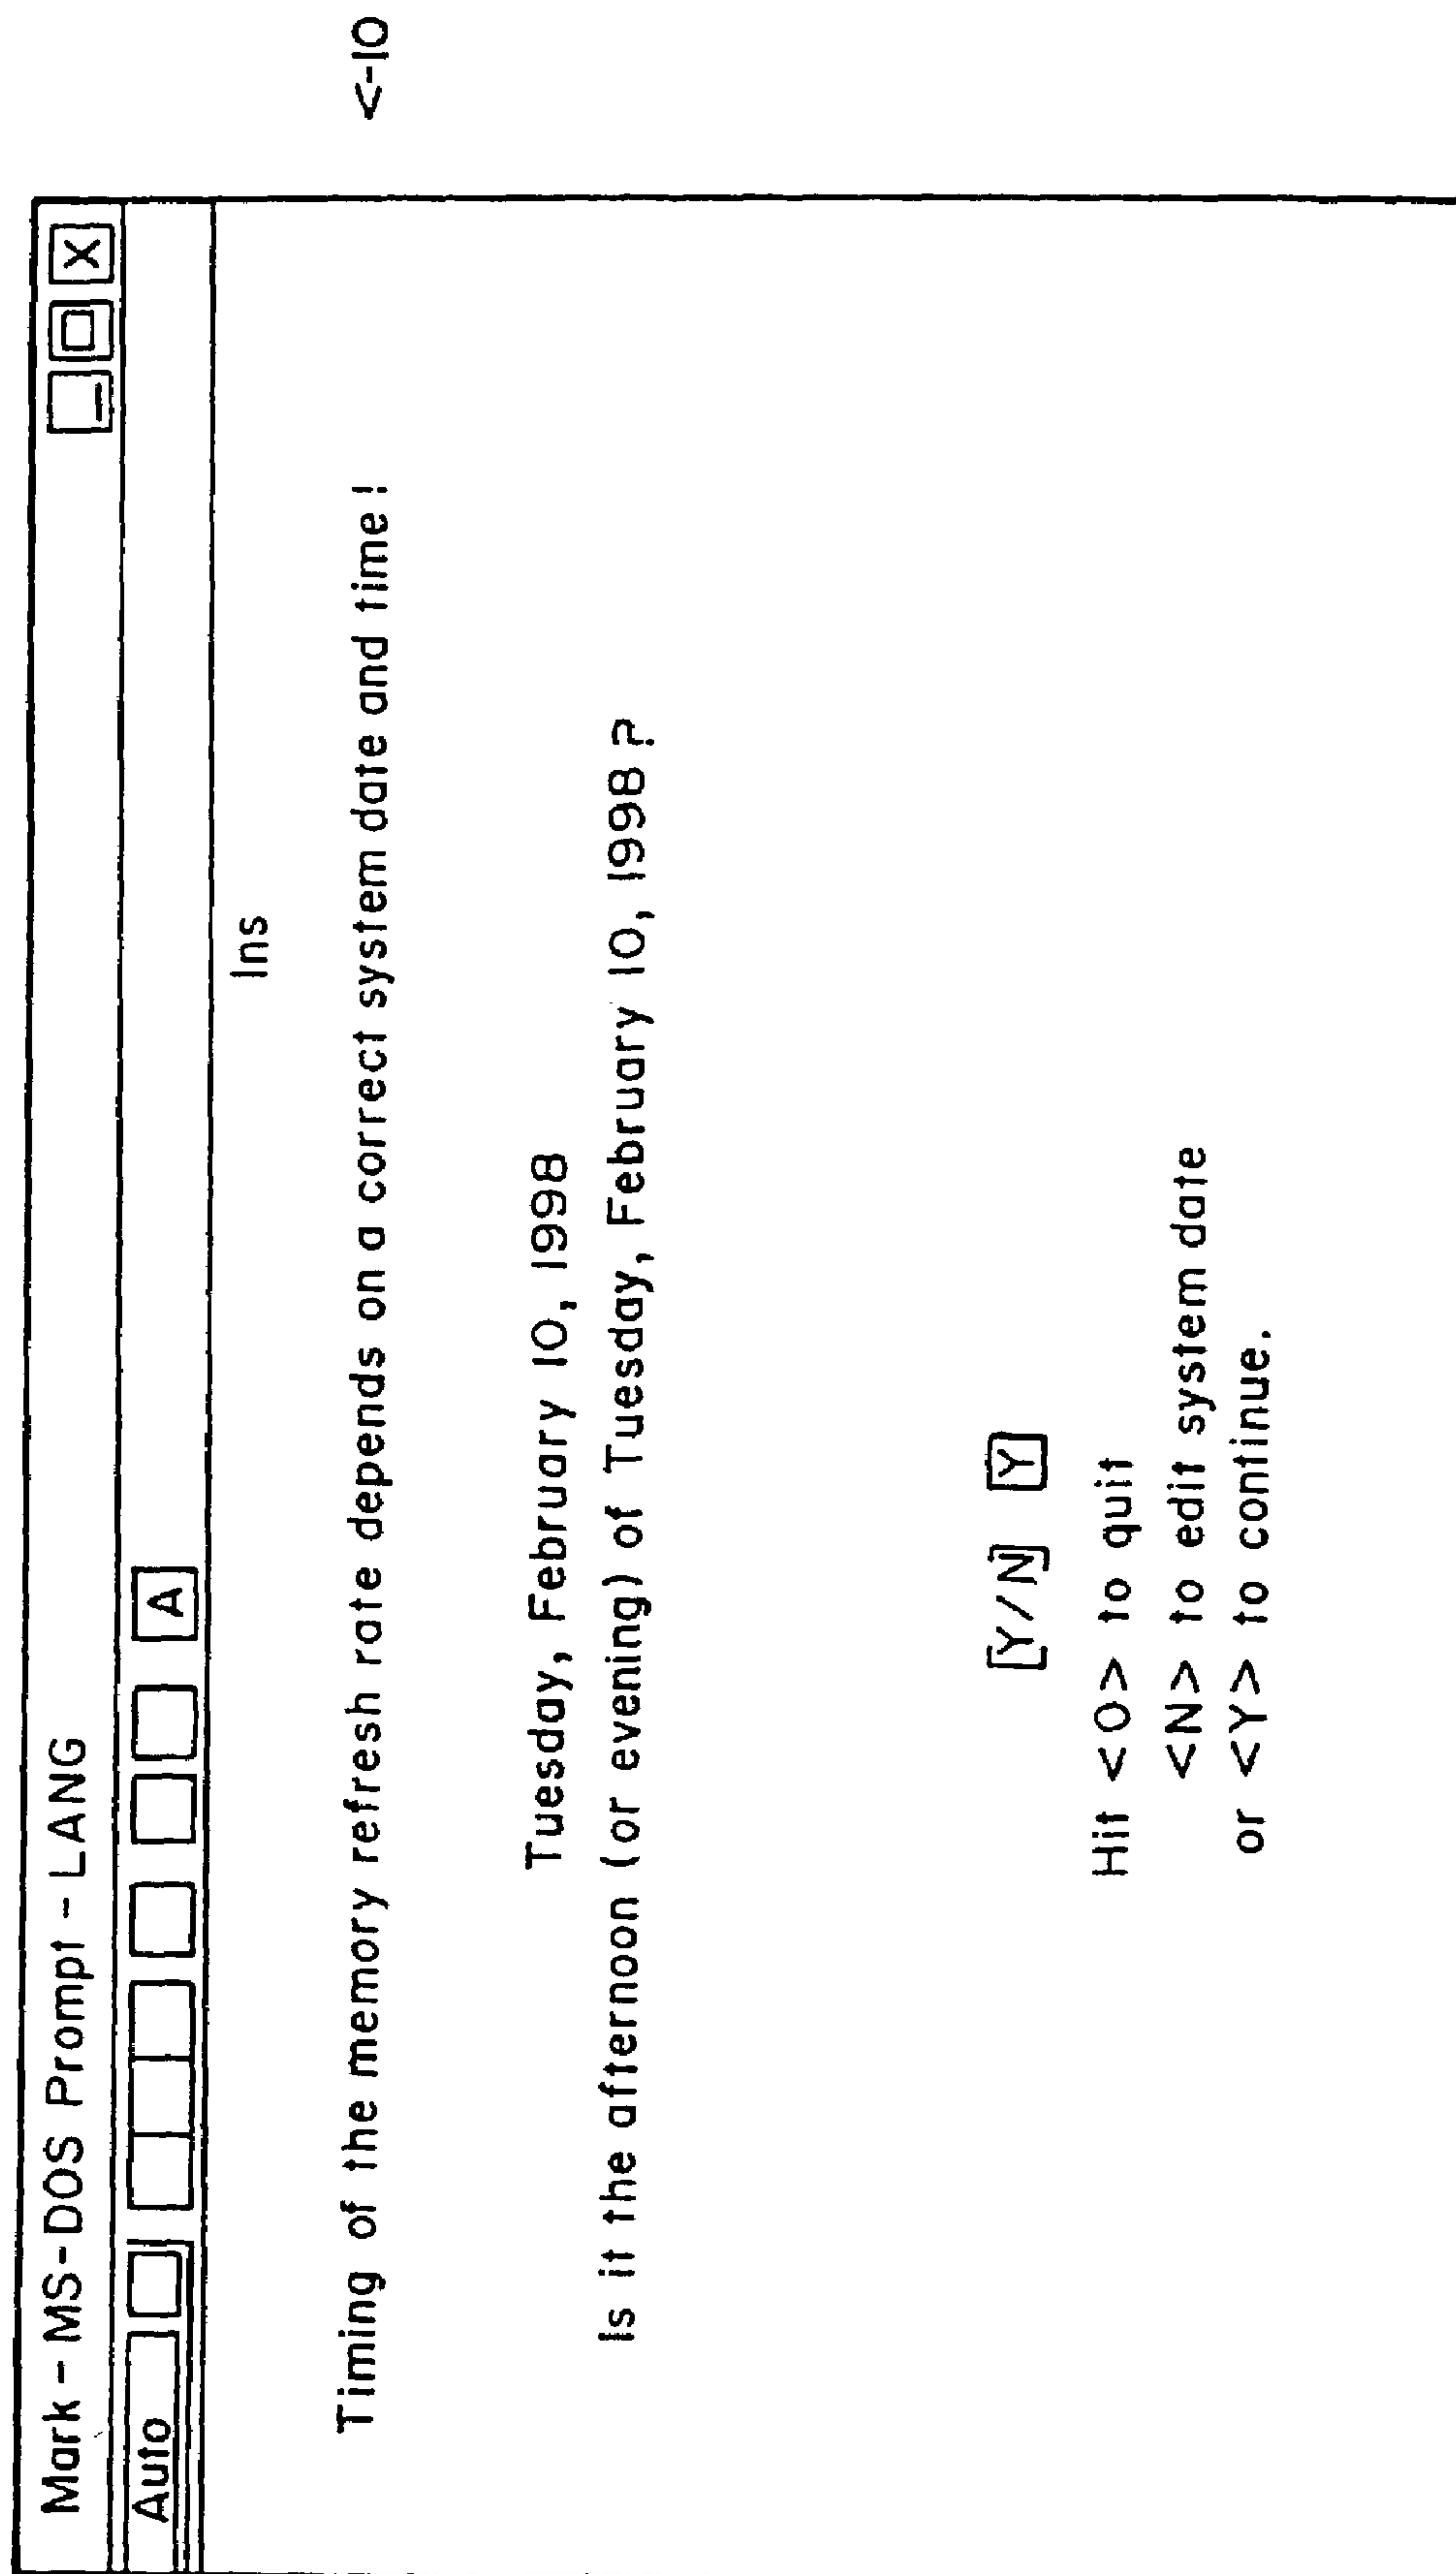 Mark - MS-DOS Prompt - LANG
_ X
Auto A
Ins
Timing of the memory refresh rate depends on a correct system date and time! <-10
Tuesday, February 10, 1998
Is it the afternoon (or evening) of Tuesday, February 10, 1998?
[Y/N] Y
Hit <O> to quit
<N> to edit system date
or <Y> to continue.